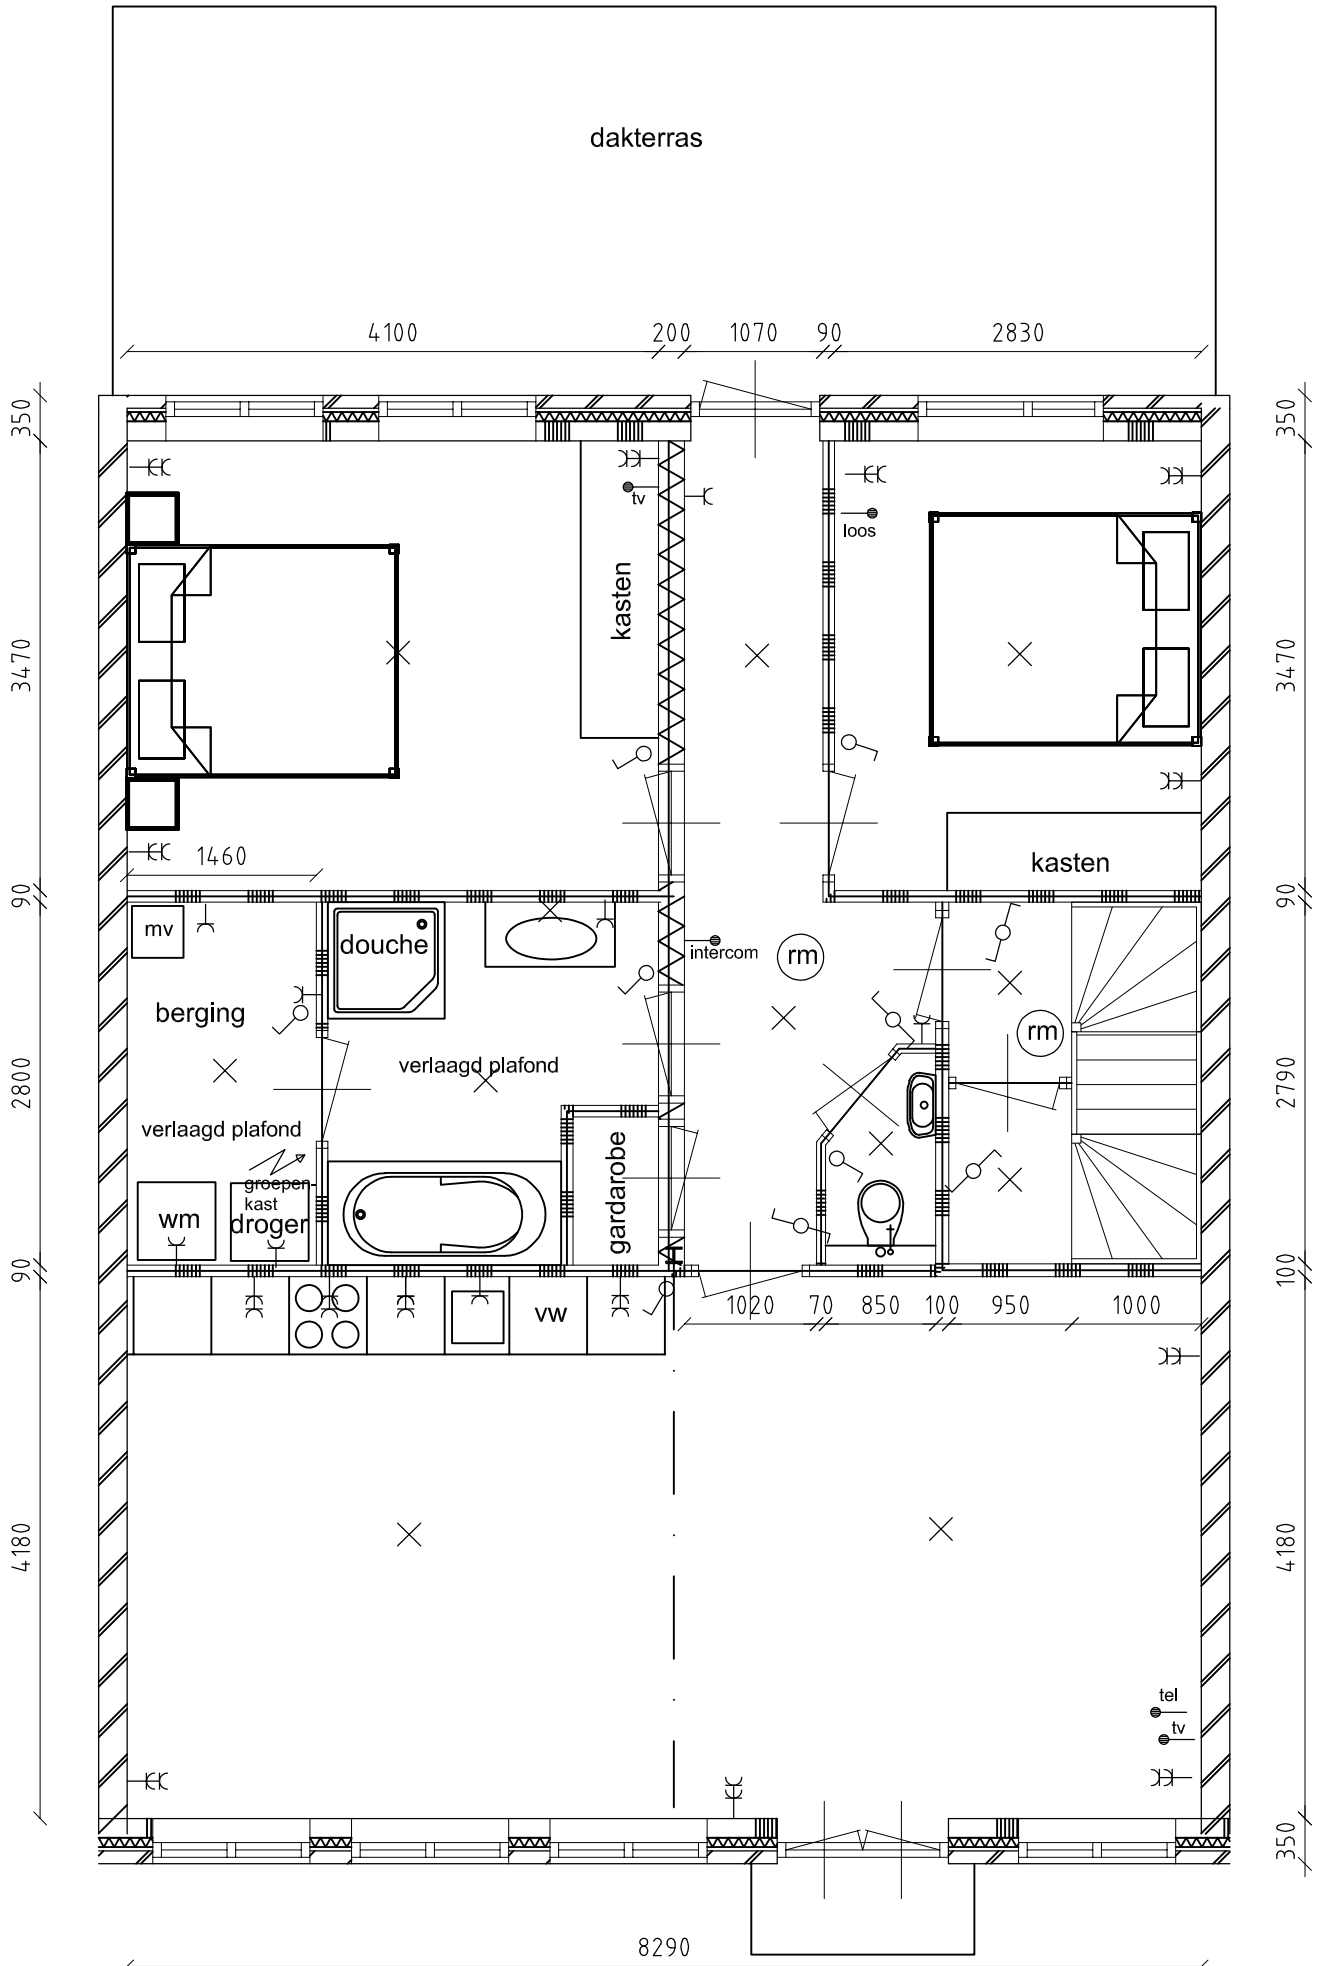 dakterras
4100 200 1070 90 2830
350 350
tv
loos
kasten
3470 3470
kasten
1460
90 90
mv
douche
intercom rm
berging
rm
verlaagd plafond
2800 2790
verlaagd plafond
gardarobe
groepen
kast
wm droger
90 100
vw
1020 70 850 100 950 1000
4180 4180
tel
tv
350
8290